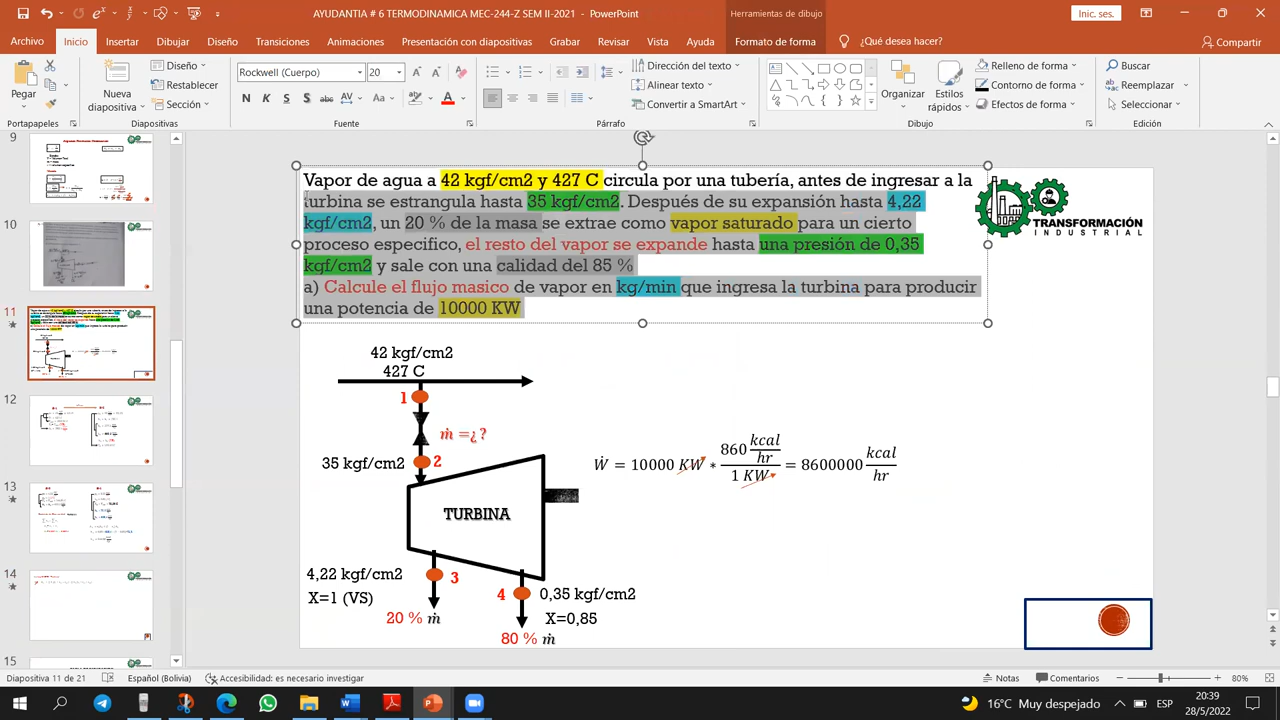 AYUDANTIA # 6 TERMODINAMICA MEC-244-Z SEM II-2021 - PowerPoint
Herramientas de dibujo
Inic. ses.
Archivo Inicio Insertar Dibujar Diseño Transiciones Animaciones Presentación con diapositivas Grabar Revisar Vista Ayuda Formato de forma ¿Qué desea hacer? Compartir
Pegar
Nueva diapositiva
Diseño
Restablecer
Sección
Rockwell (Cuerpo) 20
N K S S abc AV Aa A A
Dirección del texto
Alinear texto
Convertir a SmartArt
Organizar
Estilos rápidos
Relleno de forma
Contorno de forma
Efectos de forma
Buscar
Reemplazar
Seleccionar
Portapapeles Diapositivas Fuente Párrafo Dibujo Edición
9
10
11
12
13
14
15
Vapor de agua a 42 kgf/cm2 y 427 C circula por una tubería, antes de ingresar a la
turbina se estrangula hasta 35 kgf/cm2. Después de su expansión hasta 4,22
kgf/cm2, un 20 % de la masa se extrae como vapor saturado para un cierto
proceso especifico, el resto del vapor se expande hasta una presión de 0,35
kgf/cm2 y sale con una calidad del 85 %
a) Calcule el flujo masico de vapor en kg/min que ingresa la turbina para producir
una potencia de 10000 KW
TRANSFORMACIÓN
INDUSTRIAL
42 kgf/cm2
427 C
1
ṁ =¿?
35 kgf/cm2 2
TURBINA
Ẇ = 10000 KW * 860 kcal/hr / 1 KW = 8600000 kcal/hr
4,22 kgf/cm2 3
X=1 (VS)
20 % ṁ
4 0,35 kgf/cm2
X=0,85
80 % ṁ
Diapositiva 11 de 21 Español (Bolivia) Accesibilidad: es necesario investigar Notas Comentarios 80%
16°C Muy despejado ESP 20:39
28/5/2022